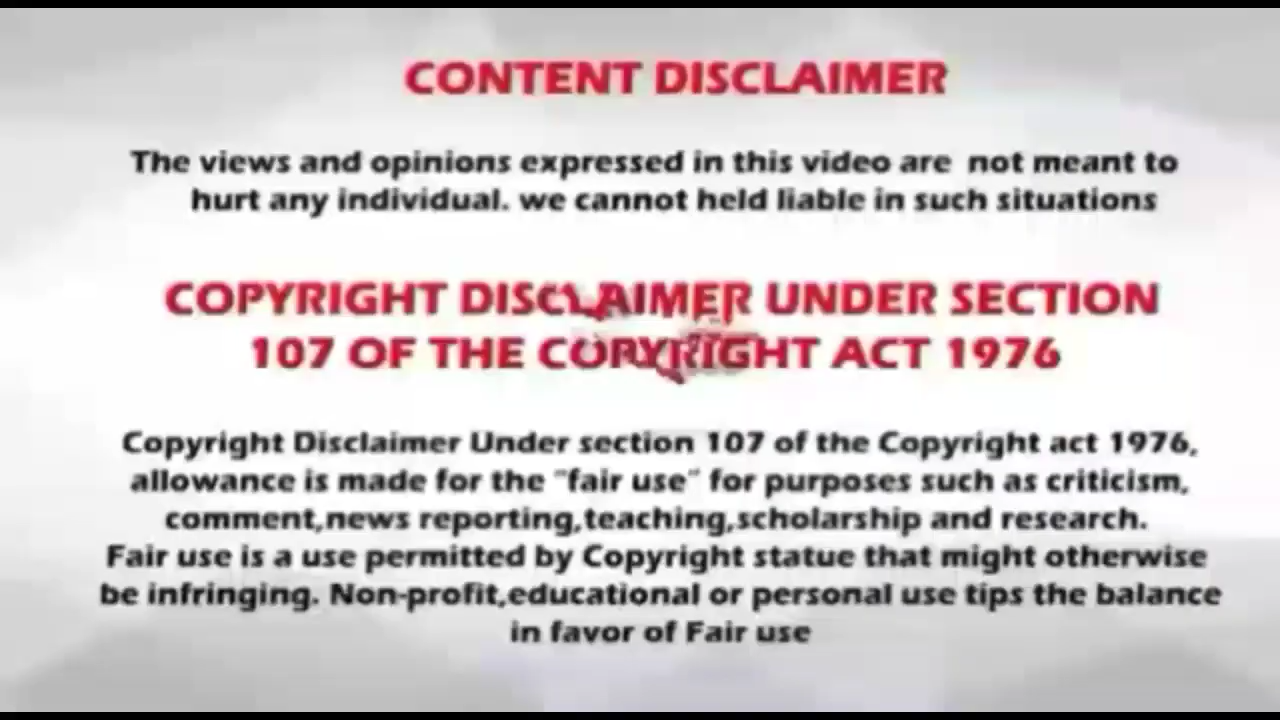 CONTENT DISCLAIMER
The views and opinions expressed in this video are not meant to
hurt any individual. we cannot held liable in such situations
COPYRIGHT DISCLAIMER UNDER SECTION
107 OF THE COPYRIGHT ACT 1976
Copyright Disclaimer Under section 107 of the Copyright act 1976,
allowance is made for the "fair use" for purposes such as criticism,
comment,news reporting,teaching,scholarship and research.
Fair use is a use permitted by Copyright statue that might otherwise
be infringing. Non-profit,educational or personal use tips the balance
in favor of Fair use